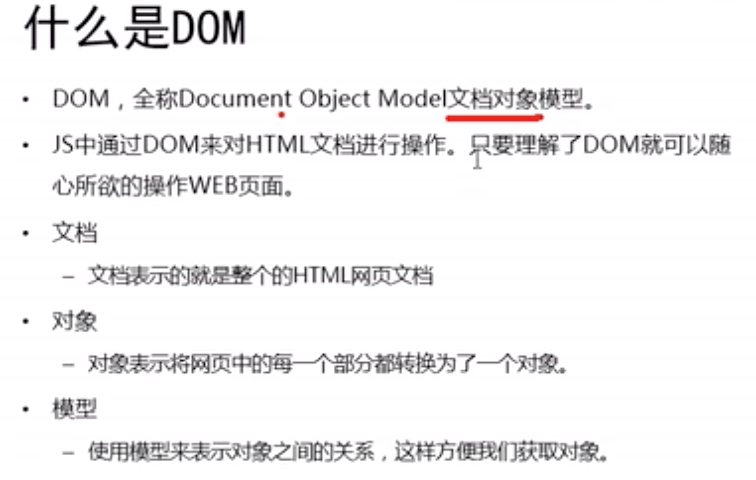 什么是DOM
• DOM，全称Document Object Model文档对象模型。
• JS中通过DOM来对HTML文档进行操作。只要理解了DOM就可以随
心所欲的操作WEB页面。
• 文档
– 文档表示的就是整个的HTML网页文档
• 对象
– 对象表示将网页中的每一个部分都转换为了一个对象。
• 模型
– 使用模型来表示对象之间的关系，这样方便我们获取对象。